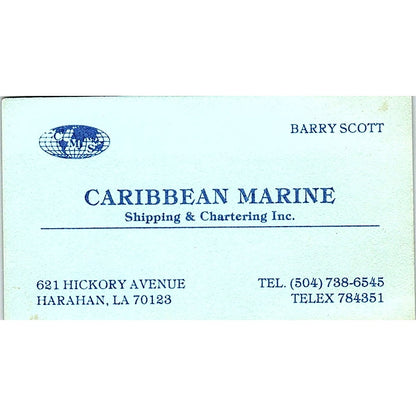 CMS
BARRY SCOTT
CARIBBEAN MARINE
Shipping & Chartering Inc.
621 HICKORY AVENUE
HARAHAN, LA 70123
TEL. (504) 738-6545
TELEX 784351